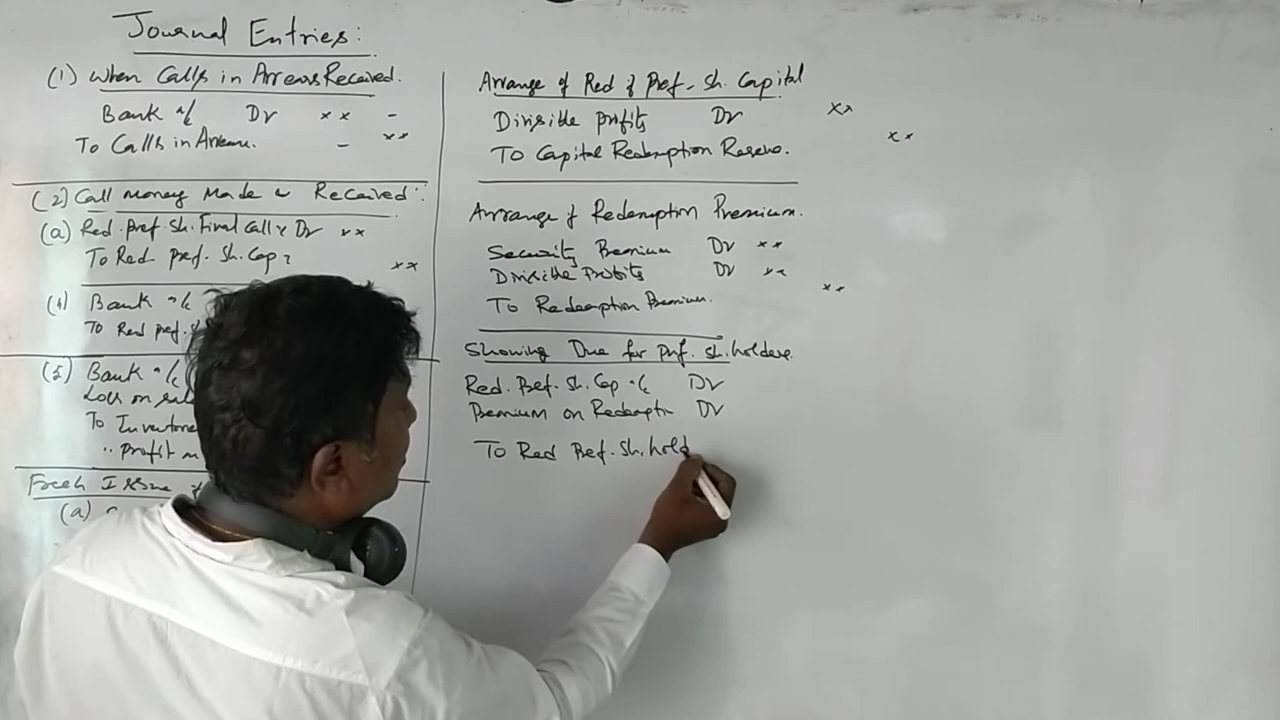 Journal Entries:
(1) When Calls in Arrears Received.
Bank a/c Dr xx -
To Calls in Arrears. - xx
(2) Call money Made & Received:
(a) Red. Pref. Sh. Final Call Dr xx
To Red pref. Sh. Cap xx
(4) Bank a/c
To Red pref.
(5) Bank a/c
Loss on
To
" profit
Fresh Issue
(a)
Arrange of Red of Pref. Sh. Capital
Divisible profits Dr xx
To Capital Redemption Reserve. xx
Arrange of Redemption Premium.
Security Premium Dr xx
Divisible Profits Dr xx
To Redemption Premium. xx
Showing Due for pref. sh. holders.
Red. Pref. Sh. Cap a/c Dr
Premium on Redemptn Dr
To Red Pref. Sh. hold